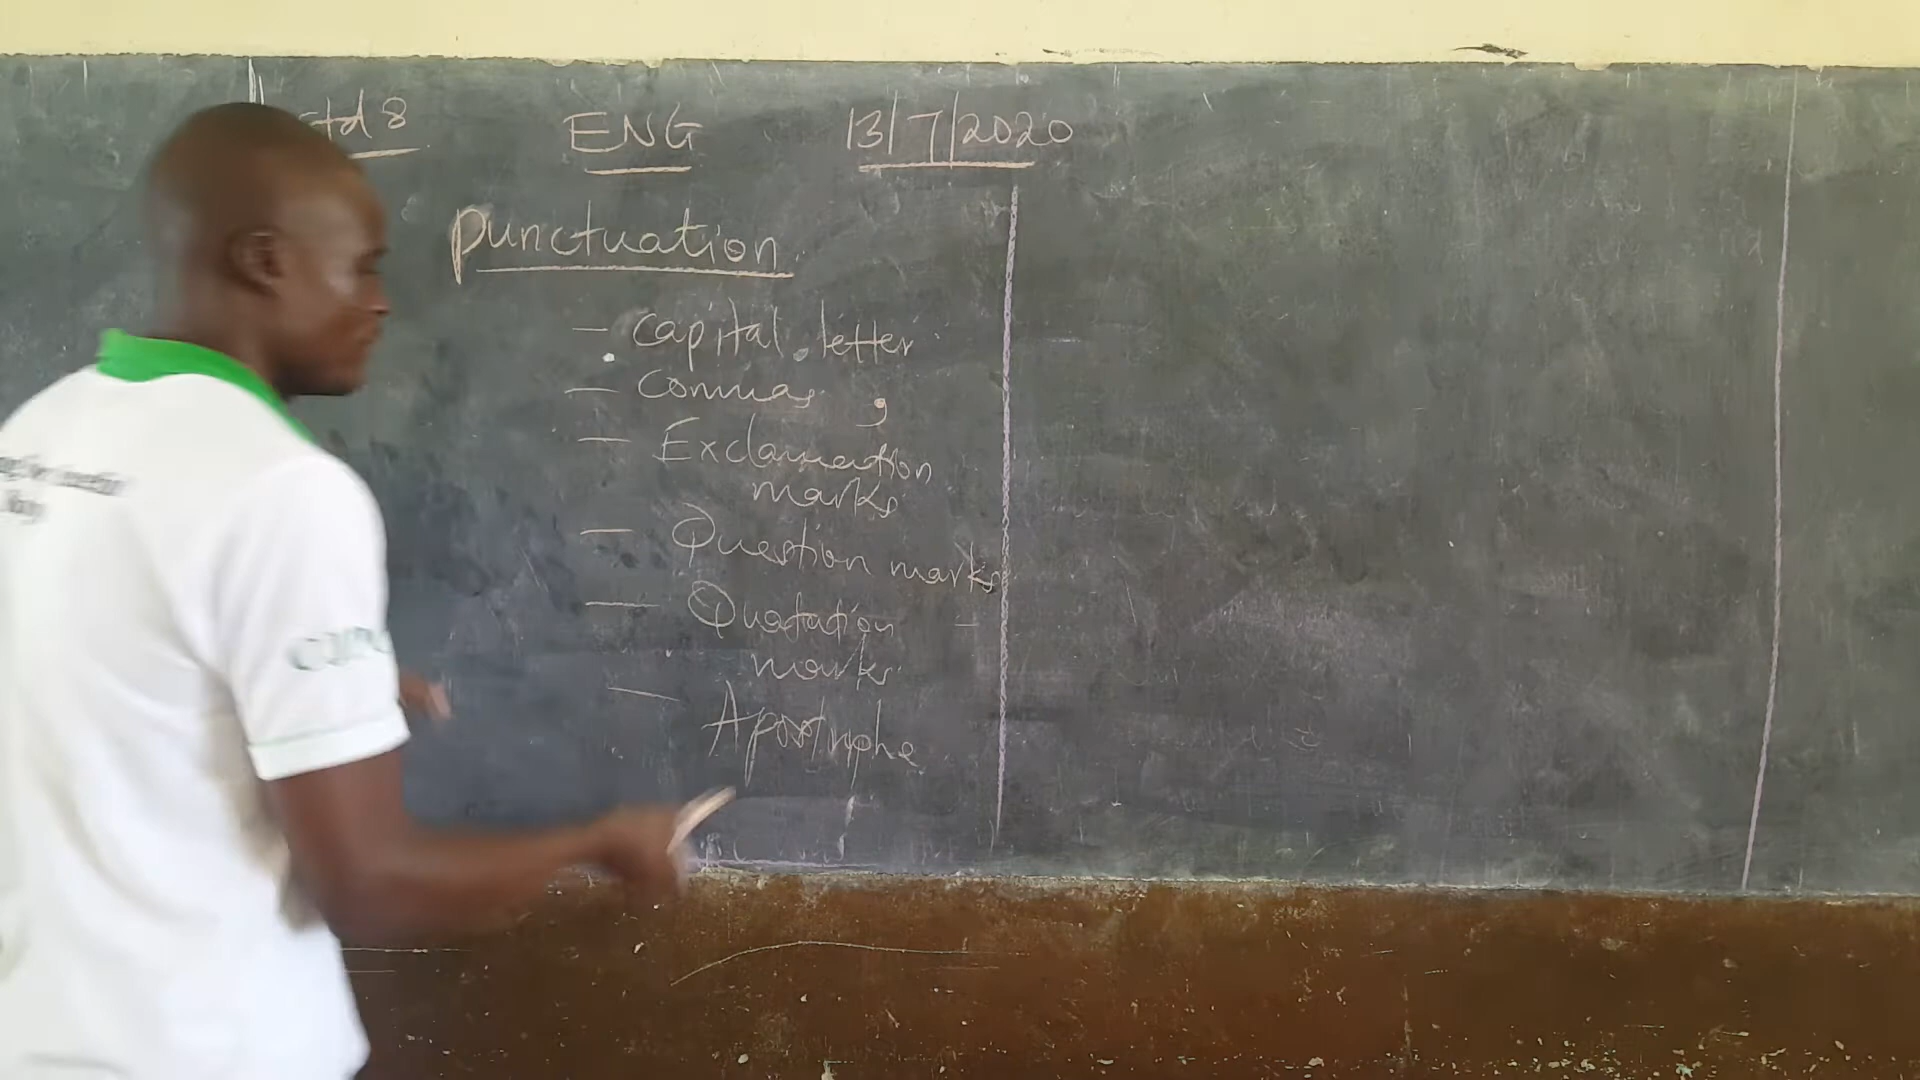 std 8 ENG 13/7/2020
Punctuation
- Capital letter
- Commas ,
- Exclamation
marks
- Question marks
- Quotation
marks
- Apostrophe